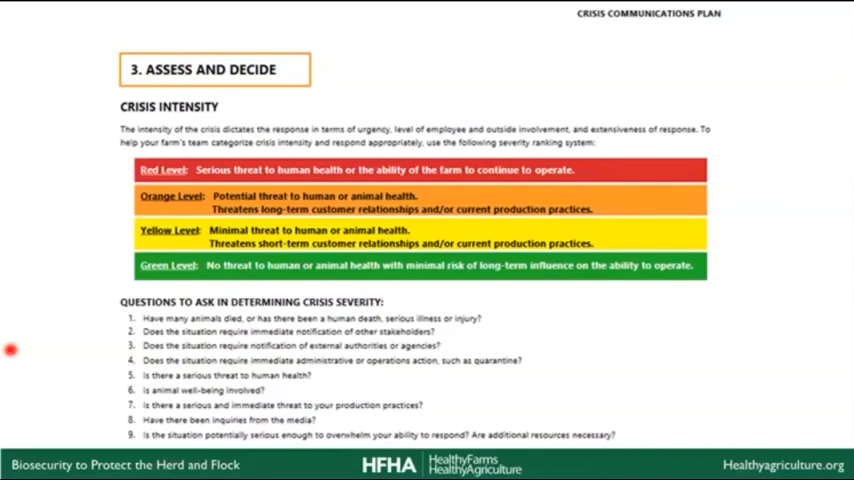 CRISIS COMMUNICATIONS PLAN
3. ASSESS AND DECIDE
CRISIS INTENSITY
The intensity of the crisis dictates the response in terms of urgency, level of employee and outside involvement, and extensiveness of response. To
help your farm's team categorize crisis intensity and respond appropriately, use the following severity ranking system:
Red Level: Serious threat to human health or the ability of the farm to continue to operate.
Orange Level: Potential threat to human or animal health.
Threatens long-term customer relationships and/or current production practices.
Yellow Level: Minimal threat to human or animal health.
Threatens short-term customer relationships and/or current production practices.
Green Level: No threat to human or animal health with minimal risk of long-term influence on the ability to operate.
QUESTIONS TO ASK IN DETERMINING CRISIS SEVERITY:
1. Have many animals died, or has there been a human death, serious illness or injury?
2. Does the situation require immediate notification of other stakeholders?
3. Does the situation require notification of external authorities or agencies?
4. Does the situation require immediate administrative or operations action, such as quarantine?
5. Is there a serious threat to human health?
6. Is animal well-being involved?
7. Is there a serious and immediate threat to your production practices?
8. Have there been inquiries from the media?
9. Is the situation potentially serious enough to overwhelm your ability to respond? Are additional resources necessary?
Biosecurity to Protect the Herd and Flock
HFHA
HealthyFarms
HealthyAgriculture
Healthyagriculture.org